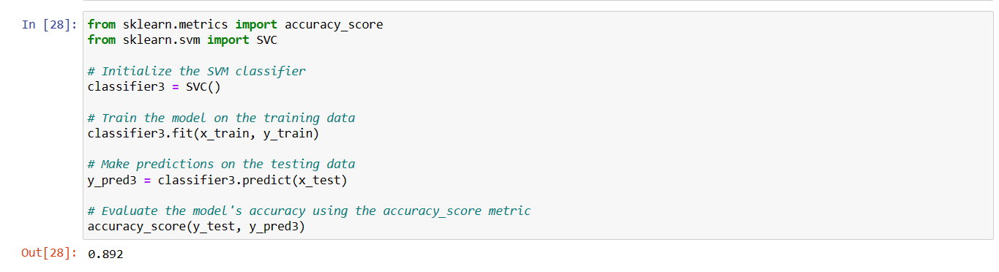 In [28]: from sklearn.metrics import accuracy_score
from sklearn.svm import SVC
# Initialize the SVM classifier
classifier3 = SVC()
# Train the model on the training data
classifier3.fit(x_train, y_train)
# Make predictions on the testing data
y_pred3 = classifier3.predict(x_test)
# Evaluate the model's accuracy using the accuracy_score metric
accuracy_score(y_test, y_pred3)
Out[28]: 0.892